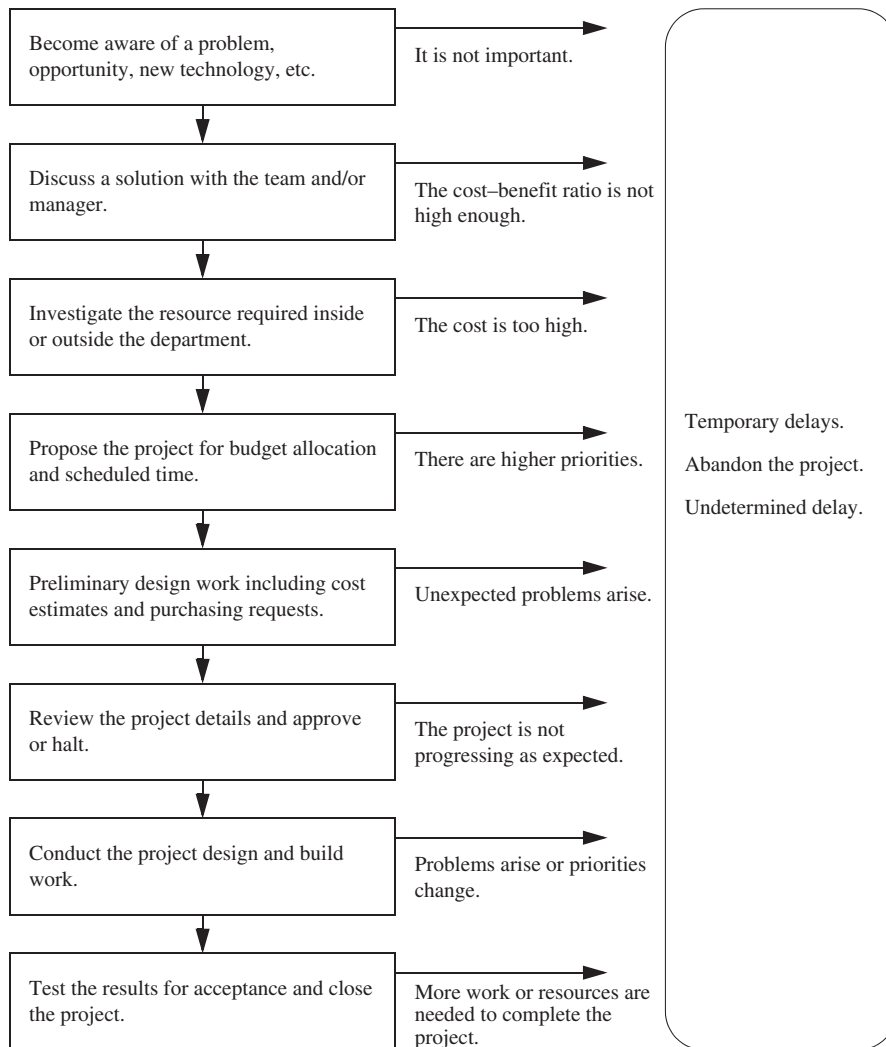 Become aware of a problem,
opportunity, new technology, etc.
It is not important.
Discuss a solution with the team and/or
manager.
The cost–benefit ratio is not
high enough.
Investigate the resource required inside
or outside the department.
The cost is too high.
Propose the project for budget allocation
and scheduled time.
There are higher priorities.
Preliminary design work including cost
estimates and purchasing requests.
Unexpected problems arise.
Review the project details and approve
or halt.
The project is not
progressing as expected.
Conduct the project design and build
work.
Problems arise or priorities
change.
Test the results for acceptance and close
the project.
More work or resources are
needed to complete the
project.
Temporary delays.
Abandon the project.
Undetermined delay.